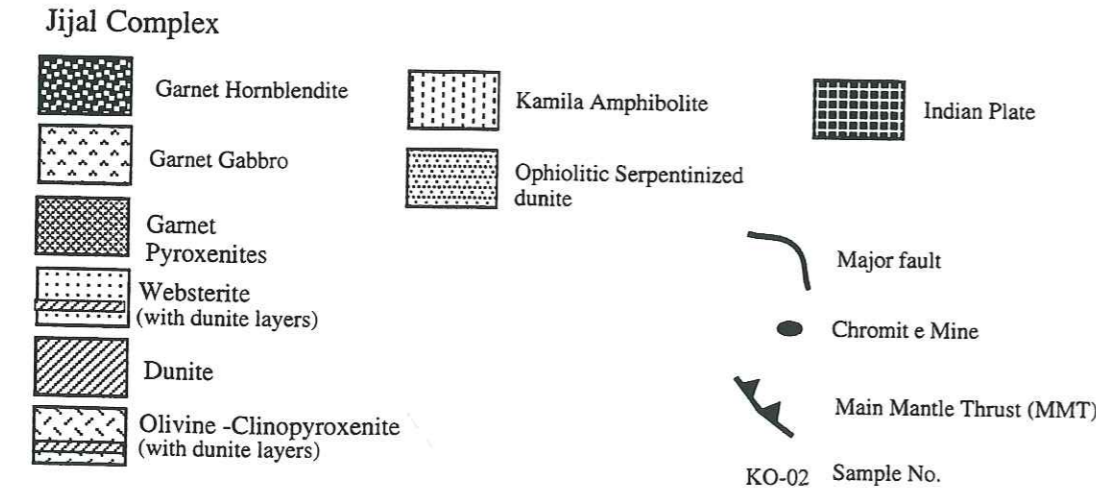 Jijal Complex
Garnet Hornblendite
Garnet Gabbro
Garnet
Pyroxenites
Websterite
(with dunite layers)
Dunite
Olivine -Clinopyroxenite
(with dunite layers)
Kamila Amphibolite
Ophiolitic Serpentinized
dunite
Indian Plate
Major fault
Chromit e Mine
Main Mantle Thrust (MMT)
KO-02 Sample No.